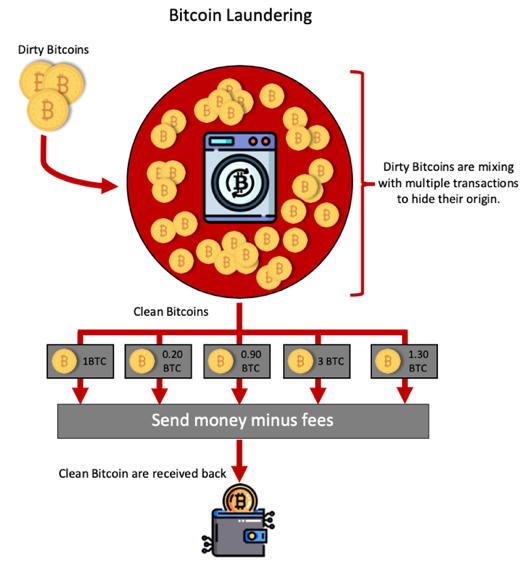 Bitcoin Laundering
Dirty Bitcoins
Dirty Bitcoins are mixing
with multiple transactions
to hide their origin.
Clean Bitcoins
1BTC
0.20
BTC
0.90
BTC
3 BTC
1.30
BTC
Send money minus fees
Clean Bitcoin are received back